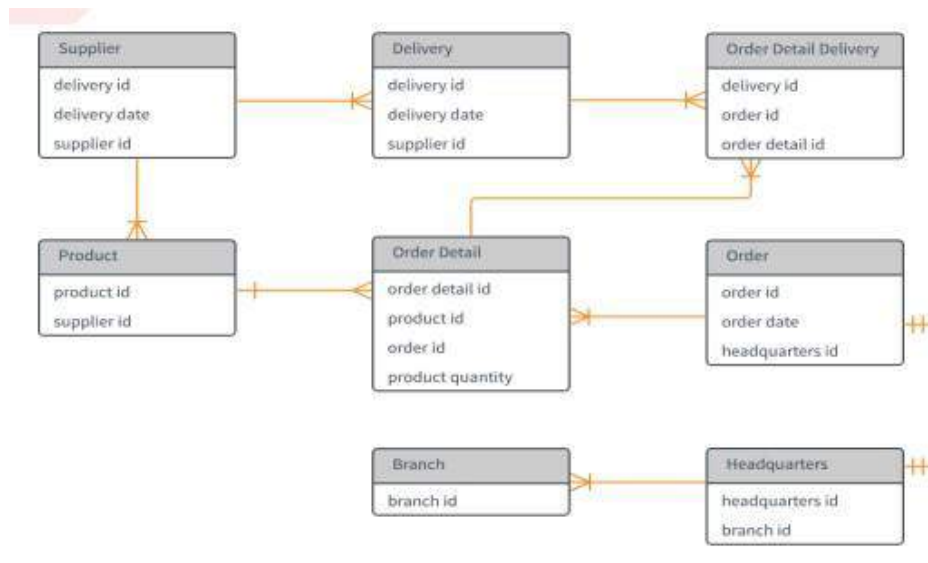 Supplier
delivery id
delivery date
supplier id
Delivery
delivery id
delivery date
supplier id
Order Detail Delivery
delivery id
order id
order detail id
Product
product id
supplier id
Order Detail
order detail id
product id
order id
product quantity
Order
order id
order date
headquarters id
Branch
branch id
Headquarters
headquarters id
branch id